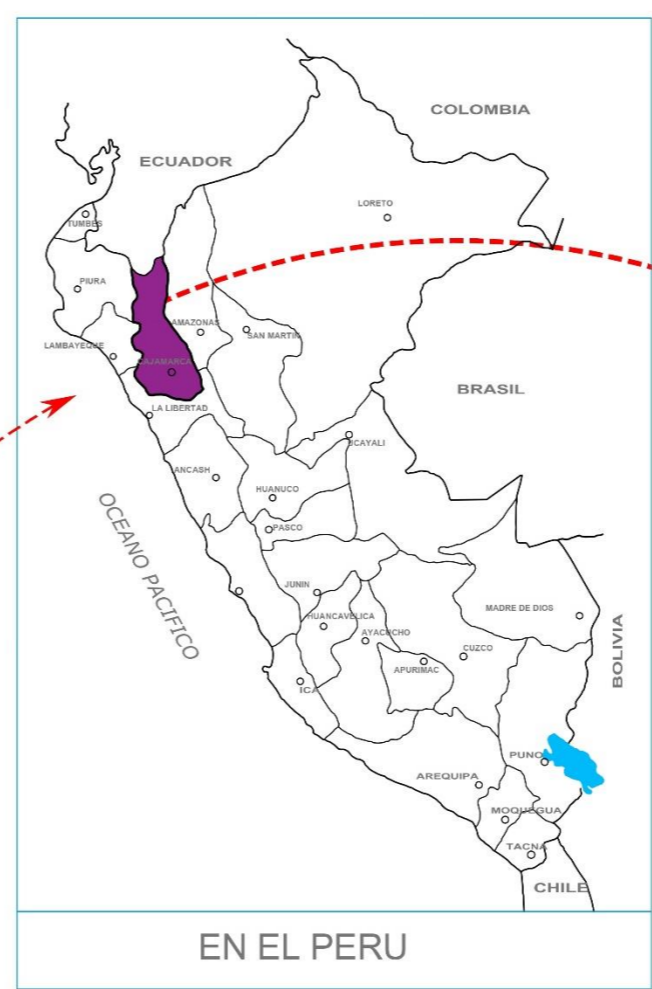 COLOMBIA
ECUADOR
LORETO
TUMBES
PIURA
AMAZONAS
SAN MARTIN
LAMBAYEQUE
CAJAMARCA
BRASIL
LA LIBERTAD
UCAYALI
ANCASH
HUANUCO
OCEANO PACIFICO
PASCO
JUNIN
MADRE DE DIOS
HUANCAVELICA
AYACUCHO
BOLIVIA
CUZCO
APURIMAC
ICA
PUNO
AREQUIPA
MOQUEGUA
TACNA
CHILE
EN EL PERU